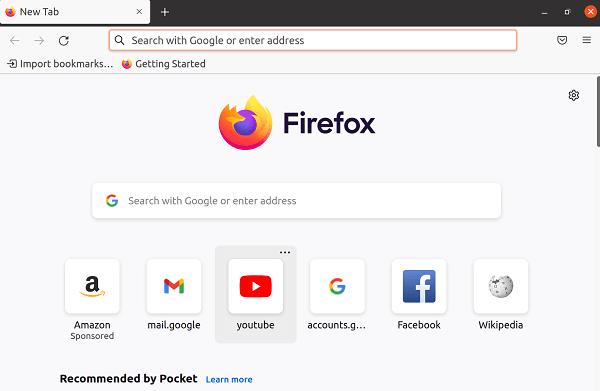 New Tab
Search with Google or enter address
Import bookmarks...
Getting Started
Firefox
Search with Google or enter address
a
Amazon
Sponsored
mail.google
youtube
accounts.g...
Facebook
Wikipedia
Recommended by Pocket Learn more